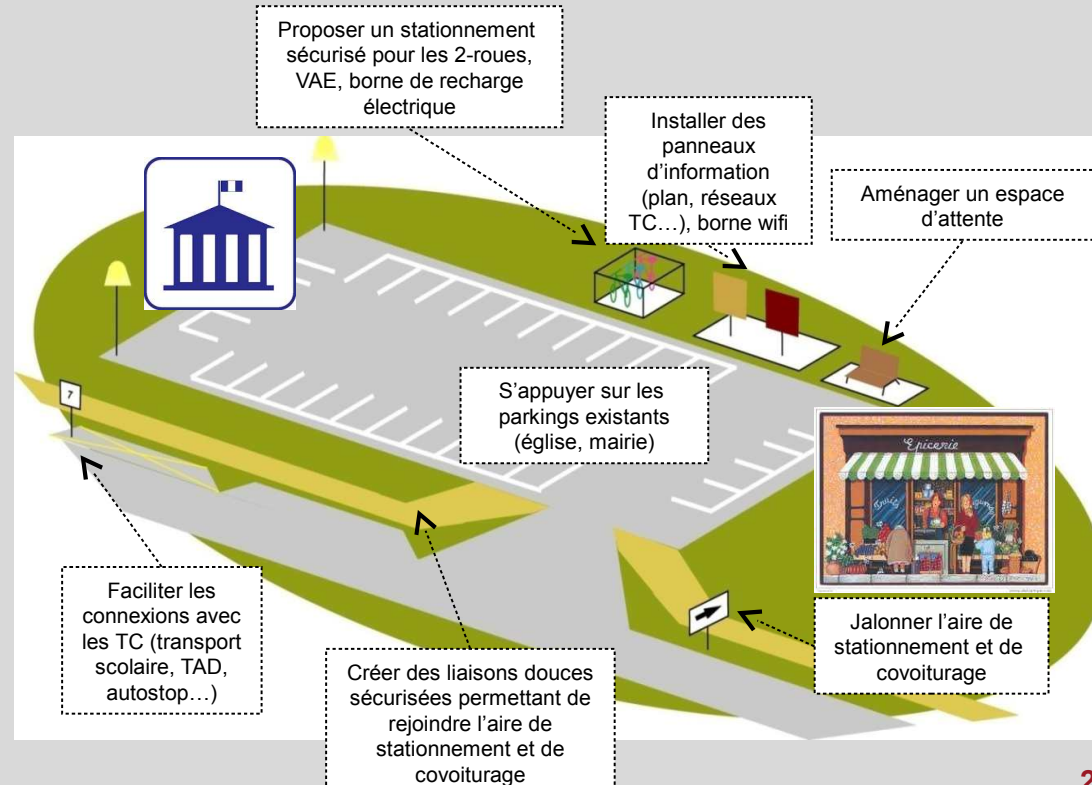 Proposer un stationnement
sécurisé pour les 2-roues,
VAE, borne de recharge
électrique
Installer des
panneaux
d'information
(plan, réseaux
TC…), borne wifi
Aménager un espace
d'attente
S'appuyer sur les
parkings existants
(église, mairie)
7
Epicerie
Fruits
Faciliter les
connexions avec
les TC (transport
scolaire, TAD,
autostop…)
Créer des liaisons douces
sécurisées permettant de
rejoindre l'aire de
stationnement et de
covoiturage
Jalonner l'aire de
stationnement et de
covoiturage
2